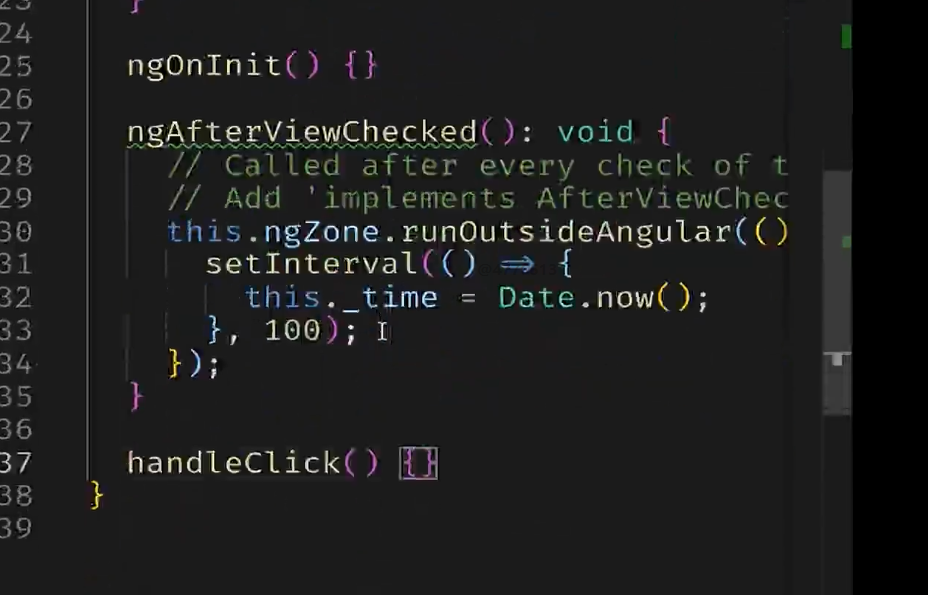 }
24
25 ngOnInit() {}
26
27 ngAfterViewChecked(): void {
28 // Called after every check of t
29 // Add 'implements AfterViewChec
30 this.ngZone.runOutsideAngular(()
31 setInterval(() => {
32 this._time = Date.now();
33 }, 100);
34 });
35 }
36
37 handleClick() {}
38 }
39